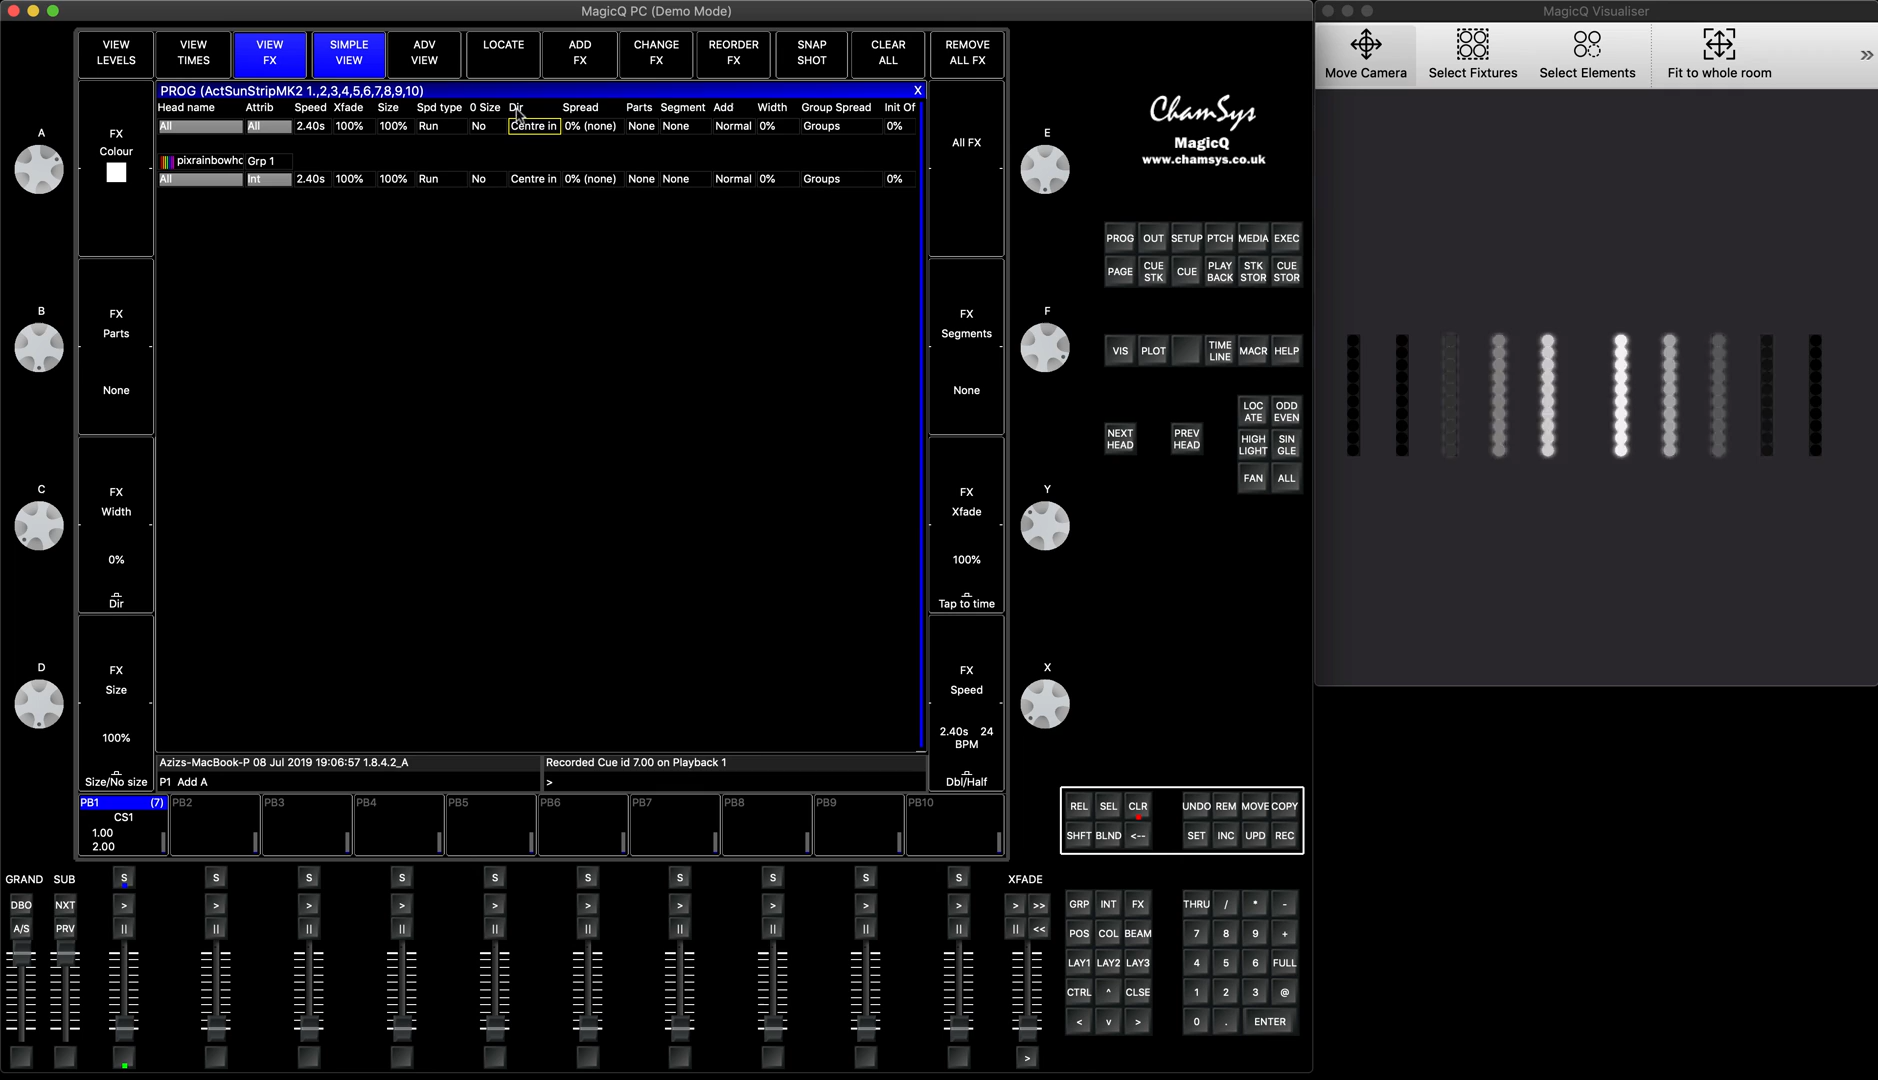 MagicQ PC (Demo Mode)
MagicQ Visualiser
VIEW LEVELS
VIEW TIMES
VIEW FX
SIMPLE VIEW
ADV VIEW
LOCATE
ADD FX
CHANGE FX
REORDER FX
SNAP SHOT
CLEAR ALL
REMOVE ALL FX
Move Camera
Select Fixtures
Select Elements
Fit to whole room
»
PROG (ActSunStripMK2 1.,2,3,4,5,6,7,8,9,10) X
Head name Attrib Speed Xfade Size Spd type 0 Size Dir Spread Parts Segment Add Width Group Spread Init Of
All All 2.40s 100% 100% Run No Centre in 0% (none) None None Normal 0% Groups 0%
pixrainbowhc Grp 1
All Int 2.40s 100% 100% Run No Centre in 0% (none) None None Normal 0% Groups 0%
A
FX
Colour
B
FX
Parts
None
C
FX
Width
0%
Dir
D
FX
Size
100%
Size/No size
E
All FX
F
FX
Segments
None
Y
FX
Xfade
100%
Tap to time
X
FX
Speed
2.40s 24
BPM
Dbl/Half
ChamSys
MagicQ
www.chamsys.co.uk
PROG OUT SETUP PTCH MEDIA EXEC
PAGE CUE STK CUE PLAY BACK STK STOR CUE STOR
VIS PLOT TIME LINE MACR HELP
LOC ATE ODD EVEN
NEXT HEAD PREV HEAD HIGH LIGHT SIN GLE
FAN ALL
Azizs-MacBook-P 08 Jul 2019 19:06:57 1.8.4.2_A
Recorded Cue id 7.00 on Playback 1
P1 Add A
>
PB1 (7) PB2 PB3 PB4 PB5 PB6 PB7 PB8 PB9 PB10
CS1
1.00
2.00
REL SEL CLR UNDO REM MOVE COPY
SHFT BLND <-- SET INC UPD REC
GRAND SUB S S S S S S S S S S XFADE
DBO NXT > > > > > > > > > > > >>
A/S PRV || || || || || || || || || || || <<
>
GRP INT FX THRU / * -
POS COL BEAM 7 8 9 +
LAY1 LAY2 LAY3 4 5 6 FULL
CTRL ^ CLSE 1 2 3 @
< v > 0 . ENTER